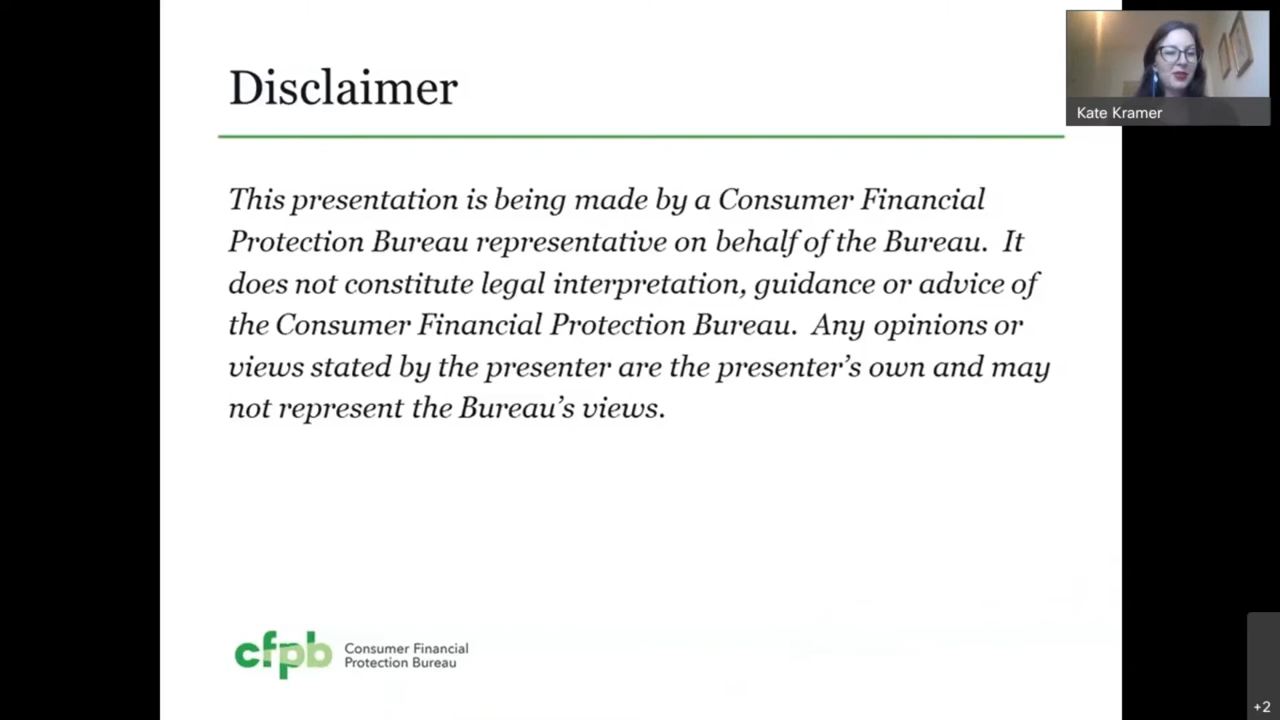 Disclaimer
This presentation is being made by a Consumer Financial
Protection Bureau representative on behalf of the Bureau.  It
does not constitute legal interpretation, guidance or advice of
the Consumer Financial Protection Bureau.  Any opinions or
views stated by the presenter are the presenter’s own and may
not represent the Bureau’s views.
cfpb
Consumer Financial
Protection Bureau
Kate Kramer
+2